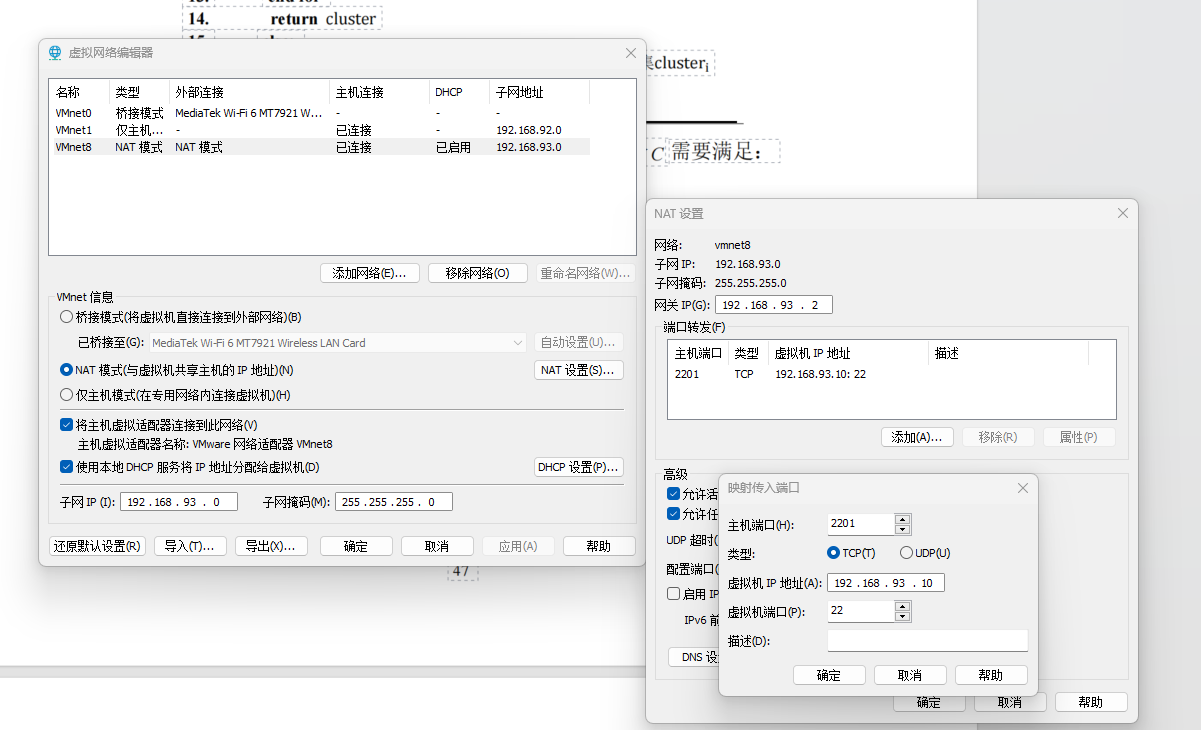 14. return cluster
虚拟网络编辑器
clusteri
名称 类型 外部连接 主机连接 DHCP 子网地址
VMnet0 桥接模式 MediaTek Wi-Fi 6 MT7921 W... - - -
VMnet1 仅主机... - 已连接 - 192.168.92.0
VMnet8 NAT 模式 NAT 模式 已连接 已启用 192.168.93.0
C 需要满足：
添加网络(E)... 移除网络(O) 重命名网络(W)...
VMnet 信息
桥接模式(将虚拟机直接连接到外部网络)(B)
已桥接至(G): MediaTek Wi-Fi 6 MT7921 Wireless LAN Card 自动设置(U)...
NAT 模式(与虚拟机共享主机的 IP 地址)(N) NAT 设置(S)...
仅主机模式(在专用网络内连接虚拟机)(H)
将主机虚拟适配器连接到此网络(V)
主机虚拟适配器名称: VMware 网络适配器 VMnet8
使用本地 DHCP 服务将 IP 地址分配给虚拟机(D) DHCP 设置(P)...
子网 IP (I): 192 . 168 . 93 . 0 子网掩码(M): 255 . 255 . 255 . 0
还原默认设置(R) 导入(T)... 导出(X)... 确定 取消 应用(A) 帮助
47
NAT 设置
网络: vmnet8
子网 IP: 192.168.93.0
子网掩码: 255.255.255.0
网关 IP(G): 192 . 168 . 93 . 2
端口转发(F)
主机端口 类型 虚拟机 IP 地址 描述
2201 TCP 192.168.93.10: 22
添加(A)... 移除(R) 属性(P)
高级
允许活
允许任
UDP 超时(
配置端口(
启用 IP
IPv6 前
DNS 设
确定 取消 帮助
映射传入端口
主机端口(H): 2201
类型: TCP(T) UDP(U)
虚拟机 IP 地址(A): 192 . 168 . 93 . 10
虚拟机端口(P): 22
描述(D):
确定 取消 帮助